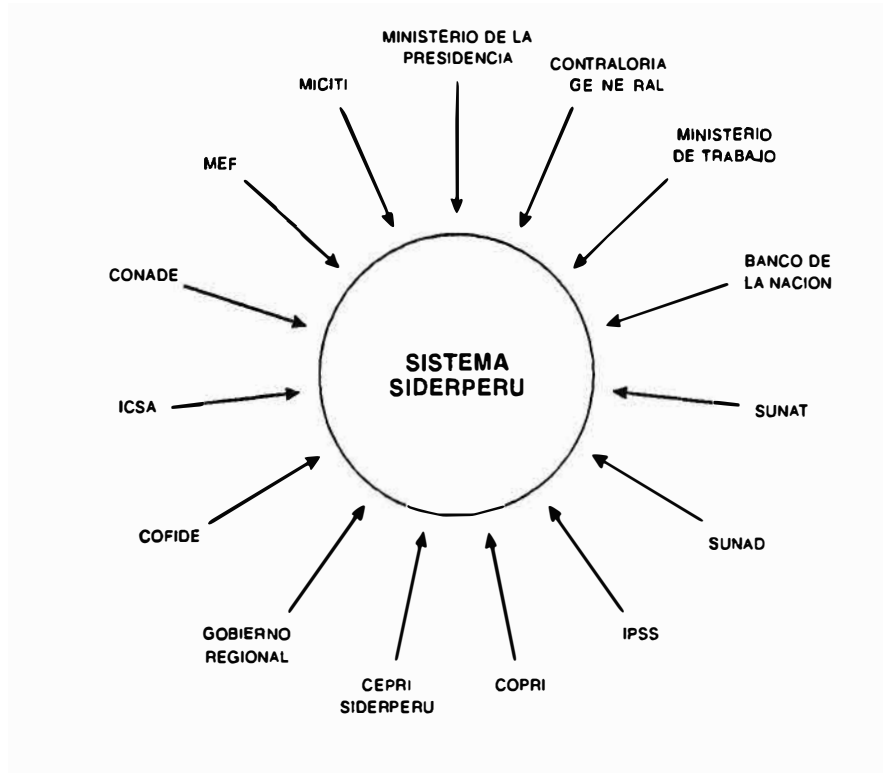 MINISTERIO DE LA
PRESIDENCIA
CONTRALORIA
GE NE RAL
MICITI
MINISTERIO
DE TRABAJO
MEF
BANCO DE
LA NACION
CONADE
SISTEMA
SIDERPERU
ICSA
SUNAT
COFIDE
SUNAD
GOBIERNO
REGIONAL
IPSS
CEPRI
SIDERPERU
COPRI